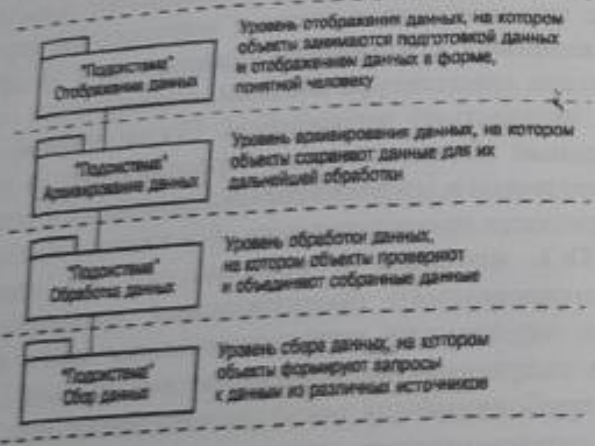 "Подсистема"
Отображение данных
Уровень отображения данных, на котором
объекты занимаются подготовкой данных
и отображением данных в форме,
понятной человеку
"Подсистема"
Архивирование данных
Уровень архивирования данных, на котором
объекты сохраняют данные для их
дальнейшей обработки
"Подсистема"
Обработка данных
Уровень обработки данных,
на котором объекты проверяют
и объединяют собранные данные
"Подсистема"
Сбор данных
Уровень сбора данных, на котором
объекты формируют запросы
к данным из различных источников